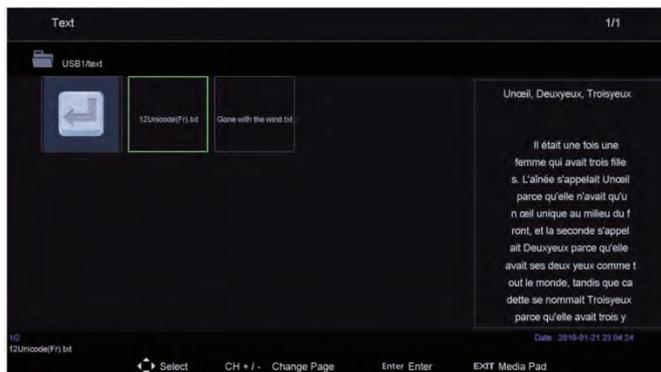 Text
1/1
USB1/text
12Unicode(Fr).txt
Gone with the wind.txt
...
Unœil, Deuxyeux, Troisyeux
Il était une fois une
femme qui avait trois fille
s. L'aînée s'appelait Unœil
parce qu'elle n'avait qu'u
n œil unique au milieu du f
ront, et la seconde s'appel
ait Deuxyeux parce qu'elle
avait ses deux yeux comme t
out le monde, tandis que ca
dette se nommait Troisyeux
parce qu'elle avait trois y
1/2
Date : 2010-01-21 23:04:24
12Unicode(Fr).txt
Select CH + / - Change Page Enter Enter EXIT Media Pad